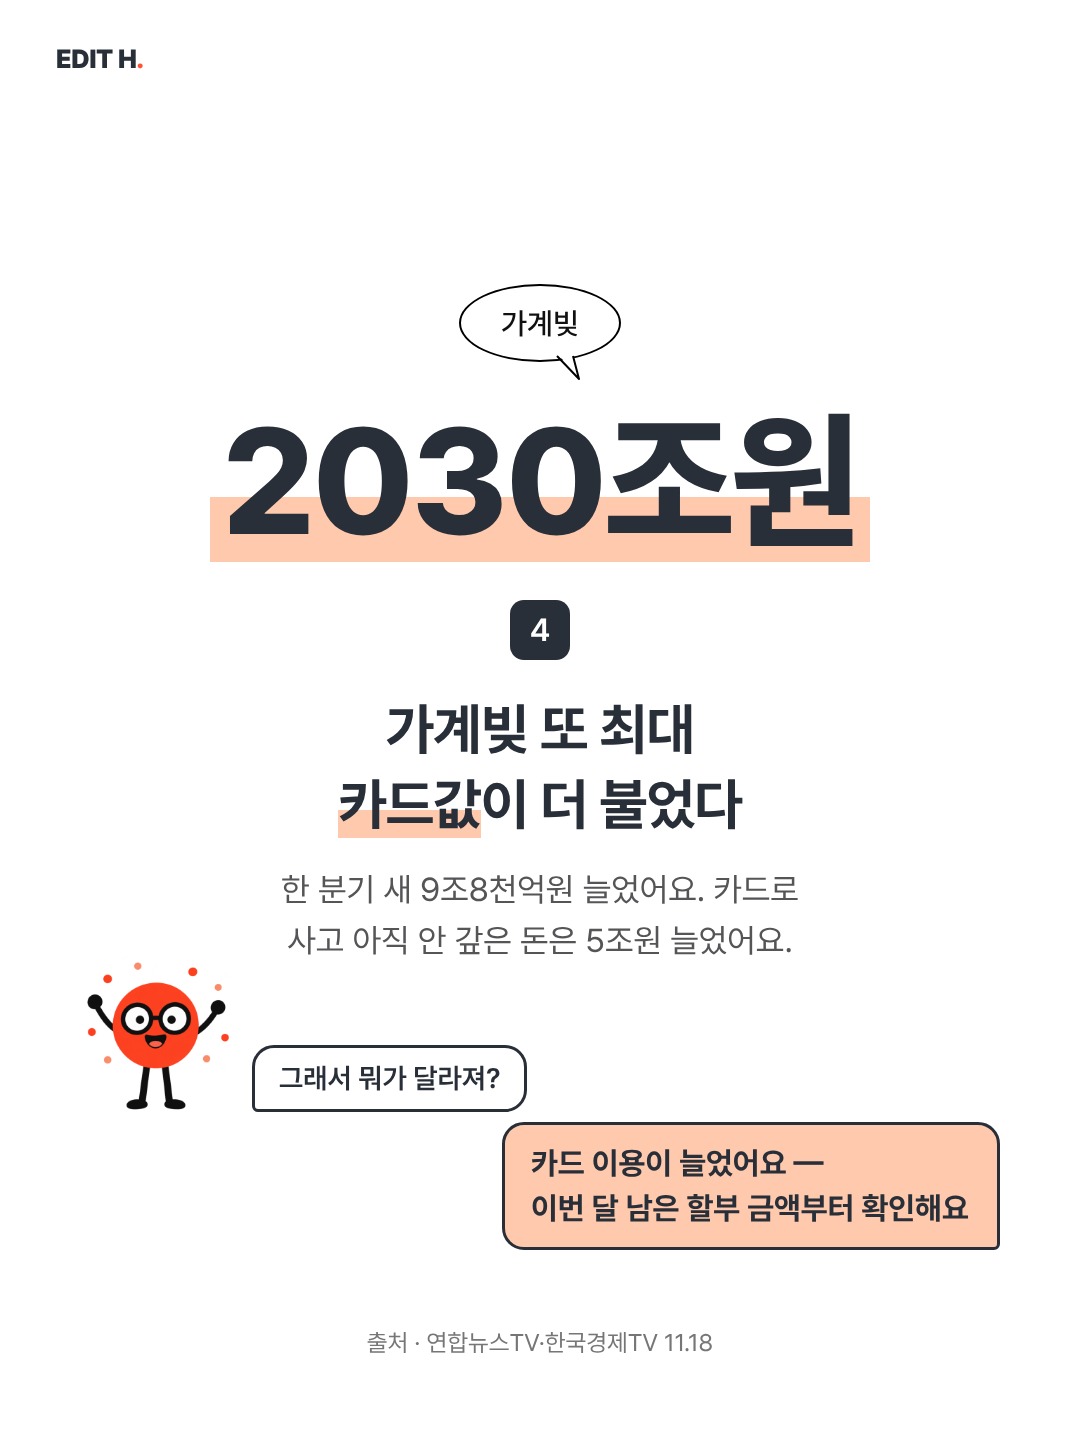 EDIT H.
가계빚
2030조원
4
가계빚 또 최대
카드값이 더 불었다
한 분기 새 9조8천억원 늘었어요. 카드로
사고 아직 안 갚은 돈은 5조원 늘었어요.
그래서 뭐가 달라져?
카드 이용이 늘었어요 —
이번 달 남은 할부 금액부터 확인해요
출처 · 연합뉴스TV·한국경제TV 11.18